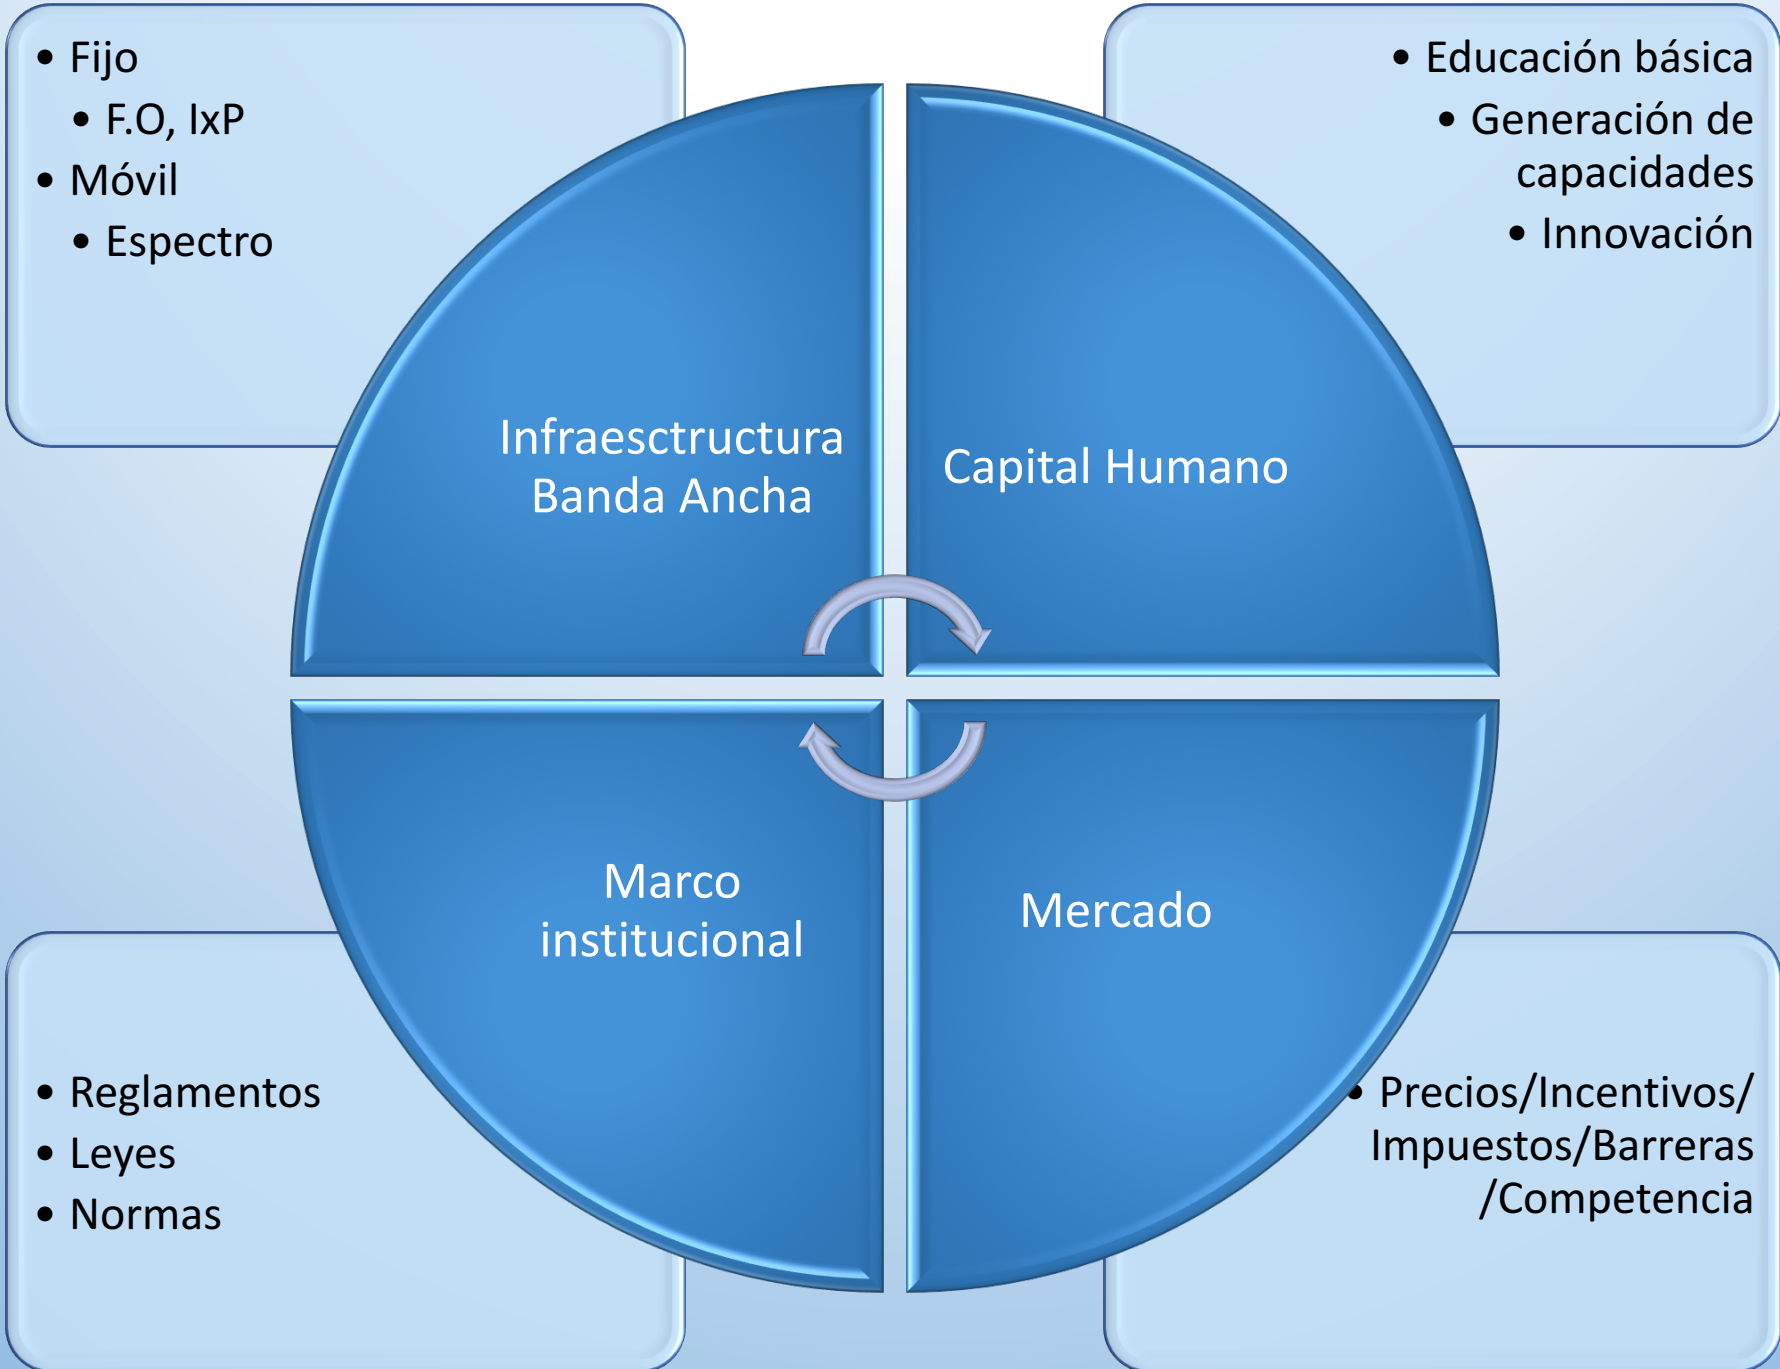 • Fijo
• F.O, IxP
• Móvil
• Espectro
• Educación básica
• Generación de
capacidades
• Innovación
Infraesctructura
Banda Ancha
Capital Humano
Marco
institucional
Mercado
• Reglamentos
• Leyes
• Normas
• Precios/Incentivos/
Impuestos/Barreras
/Competencia